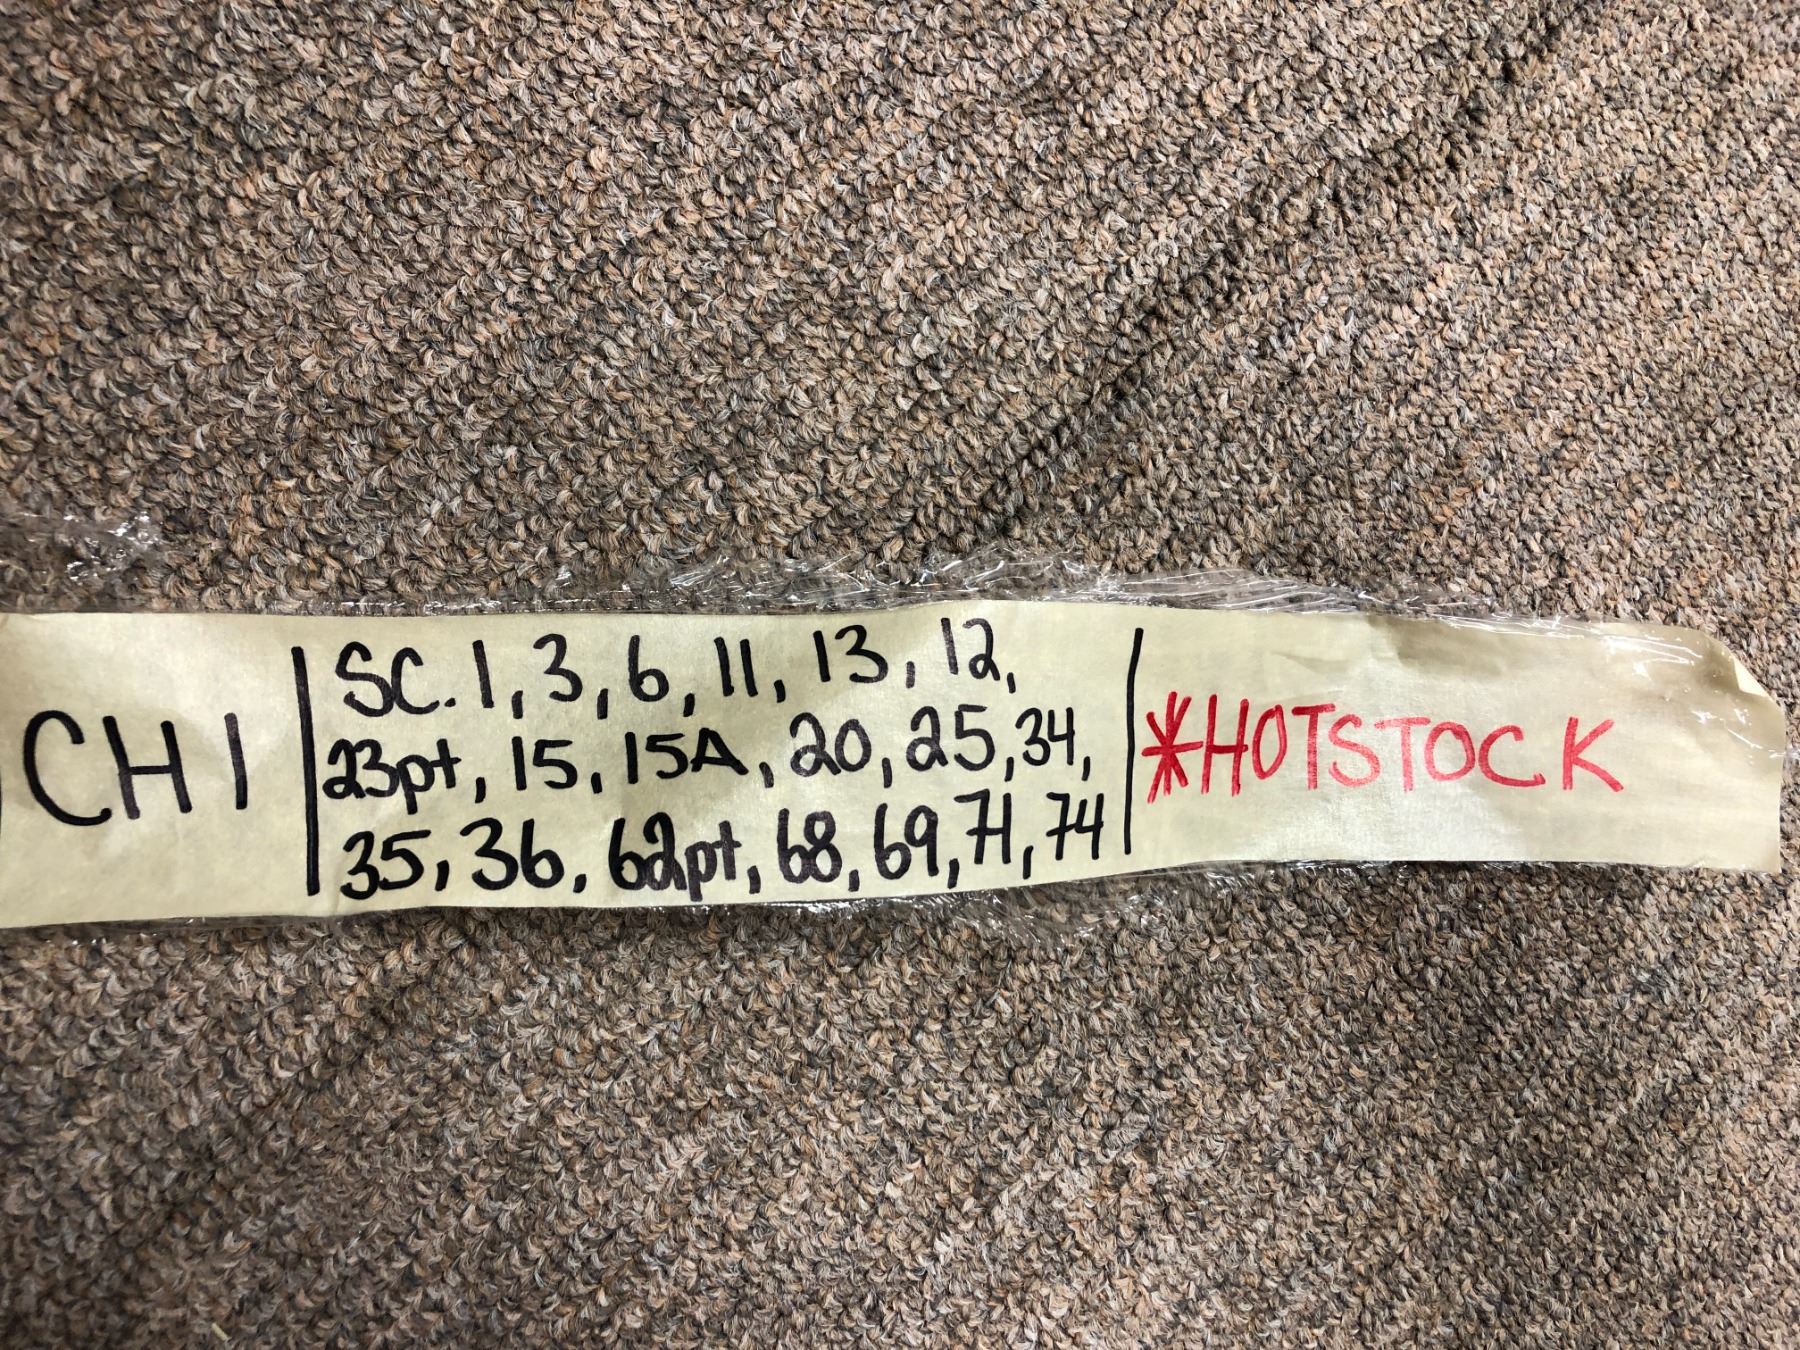 CH 1
SC. 1, 3, 6, 11, 13, 12,
23pt, 15, 15A, 20, 25, 34,
35, 36, 62pt, 68, 69, 71, 74
*HOTSTOCK